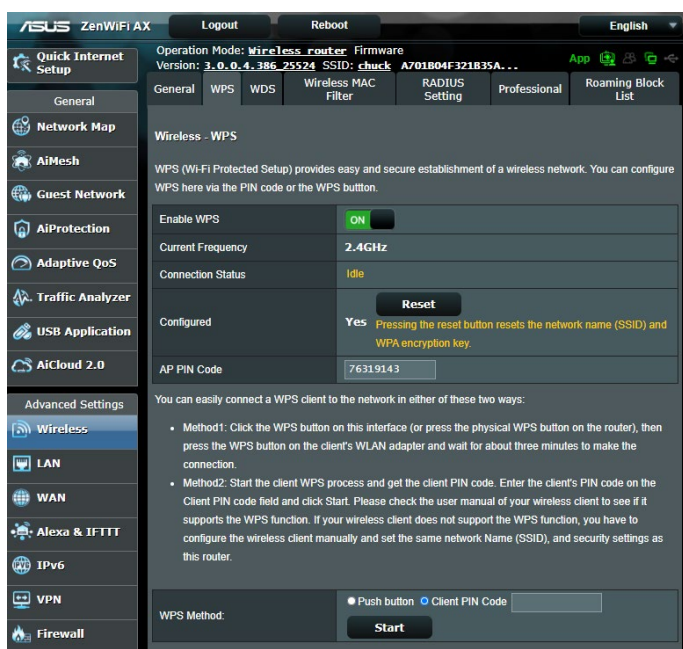 ASUS ZenWiFi AX Logout Reboot English
Quick Internet Setup
Operation Mode: Wireless router Firmware
Version: 3.0.0.4.386_25524 SSID: chuck A701B04F321B35A...
App
General WPS WDS Wireless MAC Filter RADIUS Setting Professional Roaming Block List
General
Network Map
AiMesh
Guest Network
AiProtection
Adaptive QoS
Traffic Analyzer
USB Application
AiCloud 2.0
Advanced Settings
Wireless
LAN
WAN
Alexa & IFTTT
IPv6
VPN
Firewall
Wireless - WPS
WPS (Wi-Fi Protected Setup) provides easy and secure establishment of a wireless network. You can configure
WPS here via the PIN code or the WPS buttton.
Enable WPS ON
Current Frequency 2.4GHz
Connection Status Idle
Configured Yes Reset
Pressing the reset button resets the network name (SSID) and
WPA encryption key.
AP PIN Code 76319143
You can easily connect a WPS client to the network in either of these two ways:
• Method1: Click the WPS button on this interface (or press the physical WPS button on the router), then
press the WPS button on the client's WLAN adapter and wait for about three minutes to make the
connection.
• Method2: Start the client WPS process and get the client PIN code. Enter the client's PIN code on the
Client PIN code field and click Start. Please check the user manual of your wireless client to see if it
supports the WPS function. If your wireless client does not support the WPS function, you have to
configure the wireless client manually and set the same network Name (SSID), and security settings as
this router.
WPS Method: Push button Client PIN Code
Start